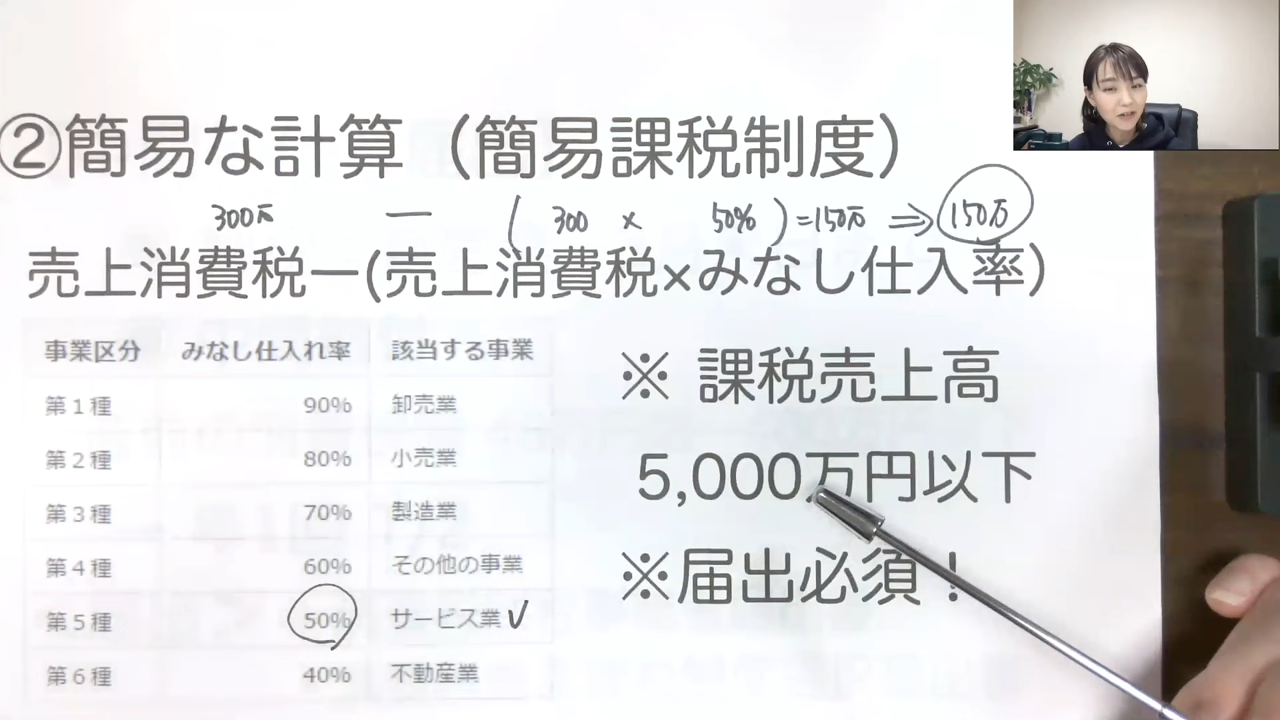 ②簡易な計算（簡易課税制度）
300万 ー (300 × 50%)=150万 ⇒ 150万
売上消費税ー(売上消費税×みなし仕入率)
事業区分 みなし仕入れ率 該当する事業
第1種 90% 卸売業
第2種 80% 小売業
第3種 70% 製造業
第4種 60% その他の事業
第5種 50% サービス業✓
第6種 40% 不動産業
※ 課税売上高
5,000万円以下
※届出必須！